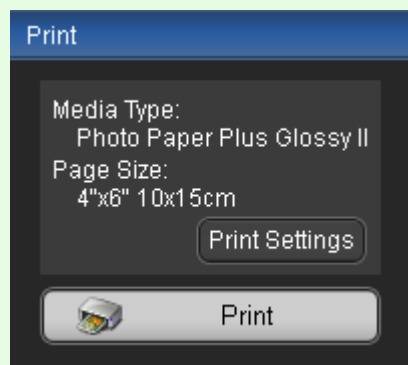 Print
Media Type:
Photo Paper Plus Glossy II
Page Size:
4"x6" 10x15cm
Print Settings
Print